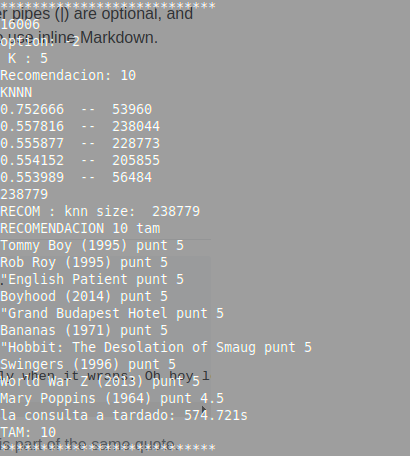 ****************************
er pipes (|) are optional, and
16006
use inline Markdown.
option: -2
K : 5
Recomendacion: 10
KNNN
0.752666 -- 53960
0.557816 -- 238044
0.555877 -- 228773
0.554152 -- 205855
0.553989 -- 56484
238779
RECOM : knn size: 238779
RECOMENDACION 10 tam
Tommy Boy (1995) punt 5
Rob Roy (1995) punt 5
"English Patient punt 5
Boyhood (2014) punt 5
"Grand Budapest Hotel punt 5
Bananas (1971) punt 5
"Hobbit: The Desolation of Smaug punt 5
Swingers (1996) punt 5
ly when it wrong. Oh boy l
World War Z (2013) punt 5
Mary Poppins (1964) punt 4.5
la consulta a tardado: 574.721s
TAM: 10
is part of the same quote.
****************************